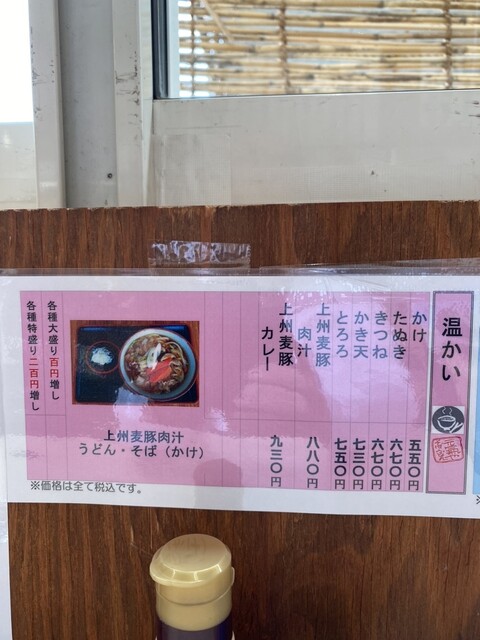 温かい
かけ 五五〇円
たぬき 六七〇円
きつね 六七〇円
かき天 七三〇円
とろろ 七五〇円
上州麦豚
肉汁 八八〇円
上州麦豚
カレー 九三〇円
上州麦豚肉汁
うどん・そば（かけ）
各種大盛り百円増し
各種特盛り二百円増し
※価格は全て税込です。